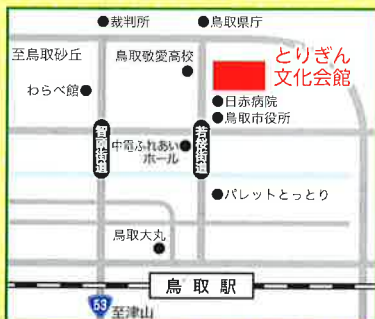 裁判所
鳥取県庁
至鳥取砂丘
鳥取敬愛高校
とりぎん
文化会館
わらべ館
日赤病院
鳥取市役所
智頭街道
中電ふれあい
ホール
若桜街道
パレットとっとり
鳥取大丸
鳥取駅
53
至津山